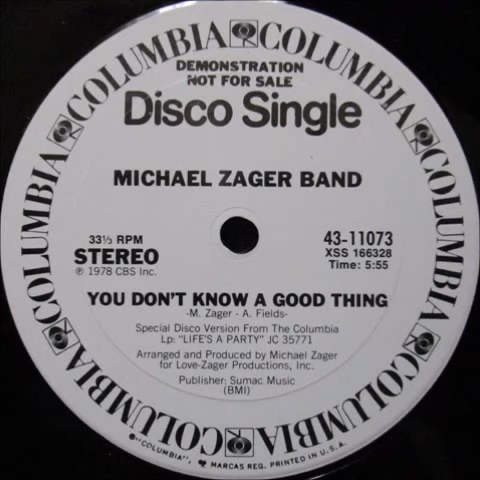 COLUMBIA COLUMBIA COLUMBIA COLUMBIA COLUMBIA COLUMBIA
DEMONSTRATION
NOT FOR SALE
Disco Single
MICHAEL ZAGER BAND
33⅓ RPM
STEREO
℗ 1978 CBS Inc.
43-11073
XSS 166328
Time: 5:55
YOU DON'T KNOW A GOOD THING
-M. Zager - A. Fields-
Special Disco Version From The Columbia
Lp: "LIFE'S A PARTY" JC 35771
Arranged and Produced by Michael Zager
for Love-Zager Productions, Inc.
Publisher: Sumac Music
(BMI)
"COLUMBIA", MARCAS REG. PRINTED IN U.S.A.